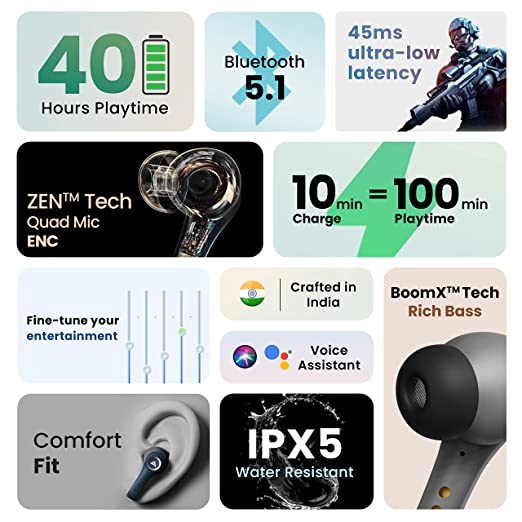 40
Hours Playtime
Bluetooth
5.1
45ms
ultra-low
latency
ZEN™ Tech
Quad Mic
ENC
10 min = 100 min
Charge Playtime
Fine-tune your
entertainment
Crafted in
India
Voice
Assistant
BoomX™ Tech
Rich Bass
Comfort
Fit
IPX5
Water Resistant